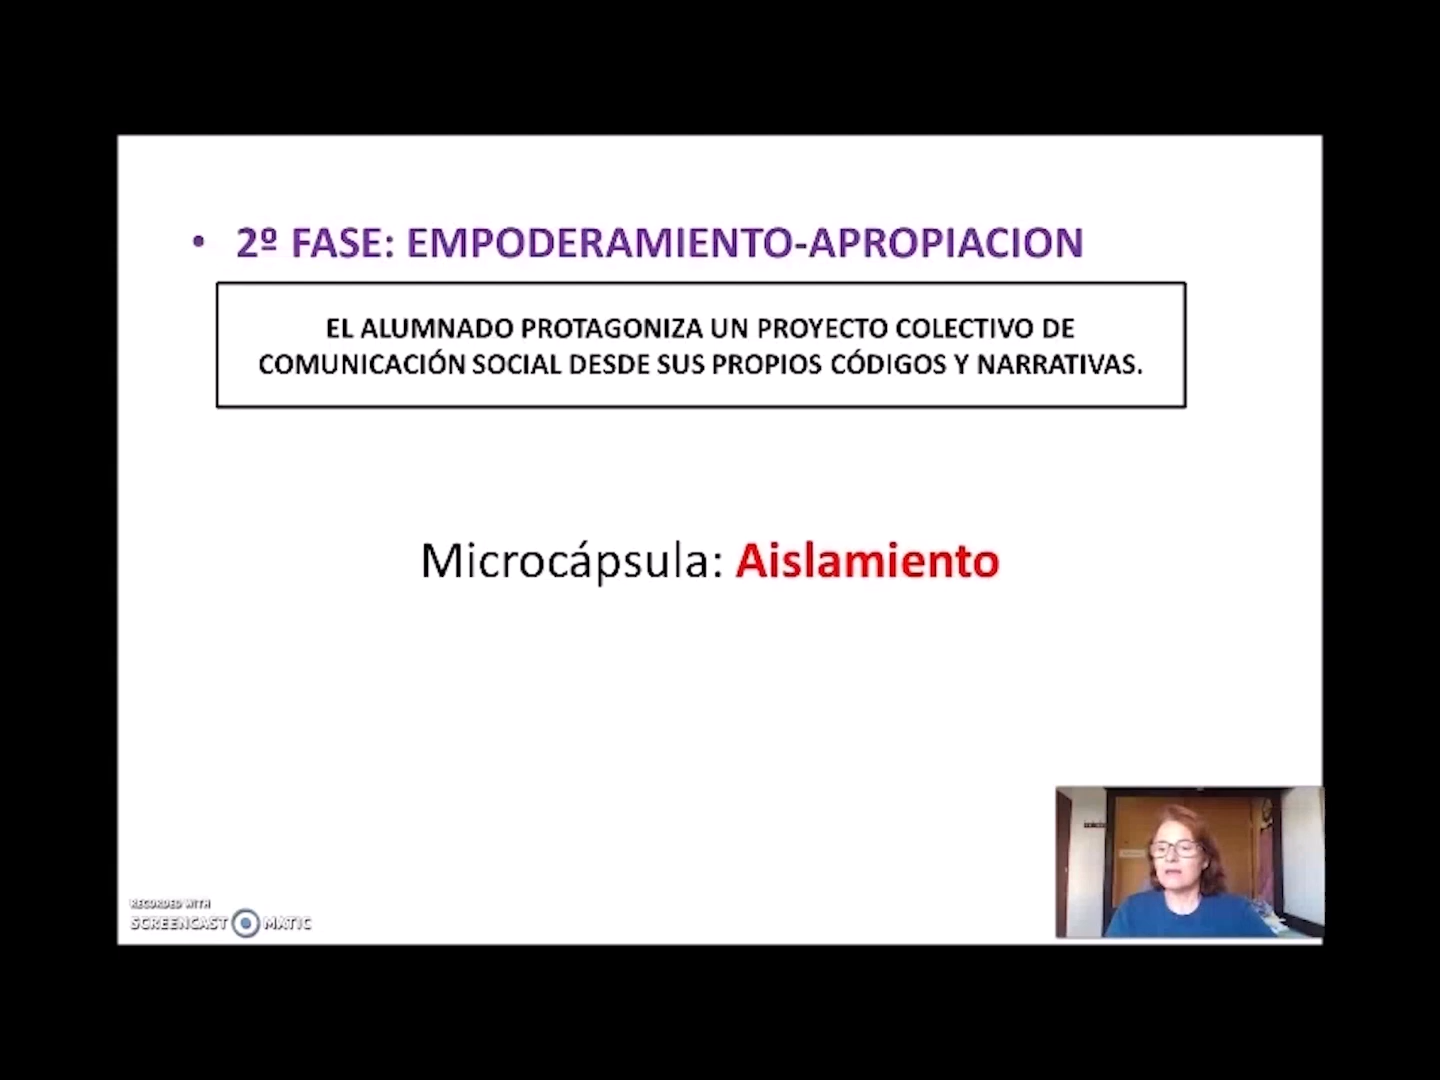 • 2º FASE: EMPODERAMIENTO-APROPIACION
EL ALUMNADO PROTAGONIZA UN PROYECTO COLECTIVO DE
COMUNICACIÓN SOCIAL DESDE SUS PROPIOS CÓDIGOS Y NARRATIVAS.
Microcápsula: Aislamiento
RECORDED WITH
SCREENCAST MATIC